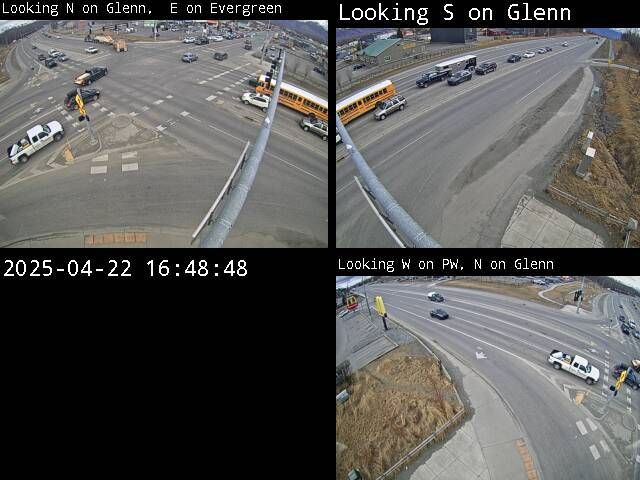 Looking N on Glenn,  E on Evergreen
Looking S on Glenn
2025-04-22 16:48:48
Looking W on PW, N on Glenn